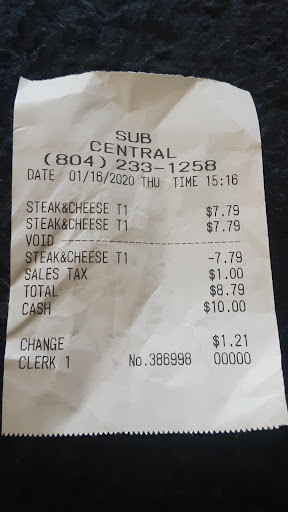 SUB
CENTRAL
(804) 233-1258
DATE 01/16/2020 THU TIME 15:16
STEAK&CHEESE T1 $7.79
STEAK&CHEESE T1 $7.79
VOID --------------------------------
STEAK&CHEESE T1 -7.79
SALES TAX $1.00
TOTAL $8.79
CASH $10.00
CHANGE $1.21
CLERK 1 No.386998 00000